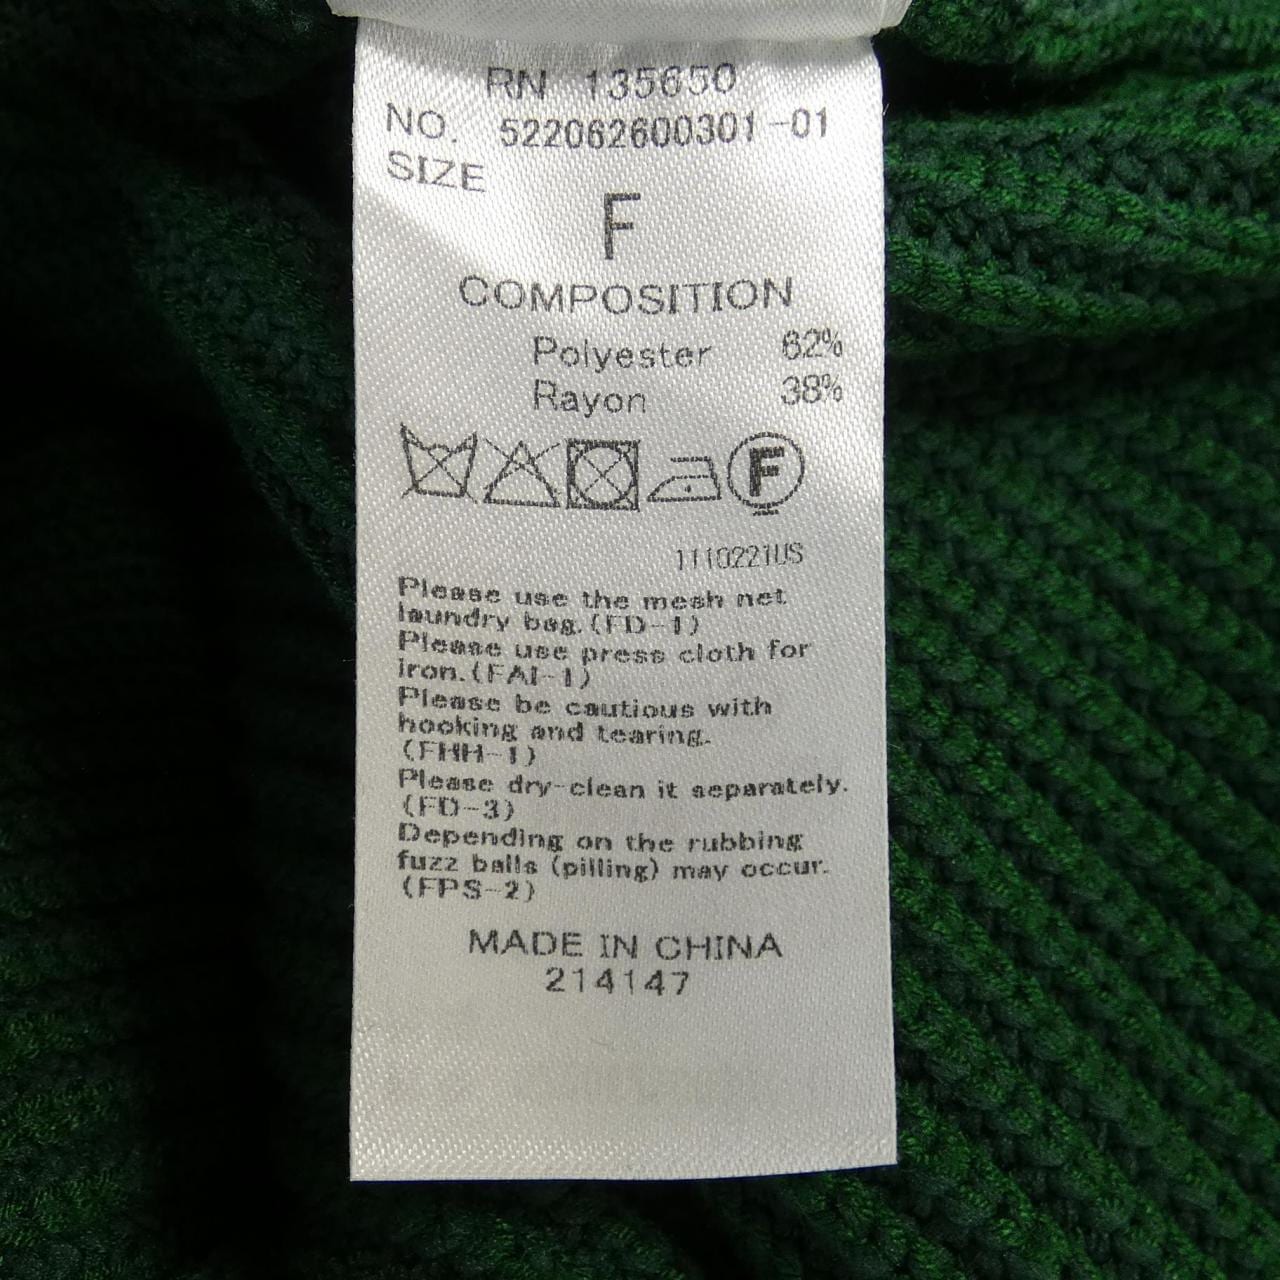 RN 135650
NO. 522062600301-01
SIZE
F
COMPOSITION
Polyester 62%
Rayon 38%
F
1110221US
Please use the mesh net
laundry bag.(FD-1)
Please use press cloth for
iron.(FAI-1)
Please be cautious with
hooking and tearing.
(FHH-1)
Please dry-clean it separately.
(FD-3)
Depending on the rubbing
fuzz balls (pilling) may occur.
(FPS-2)
MADE IN CHINA
214147